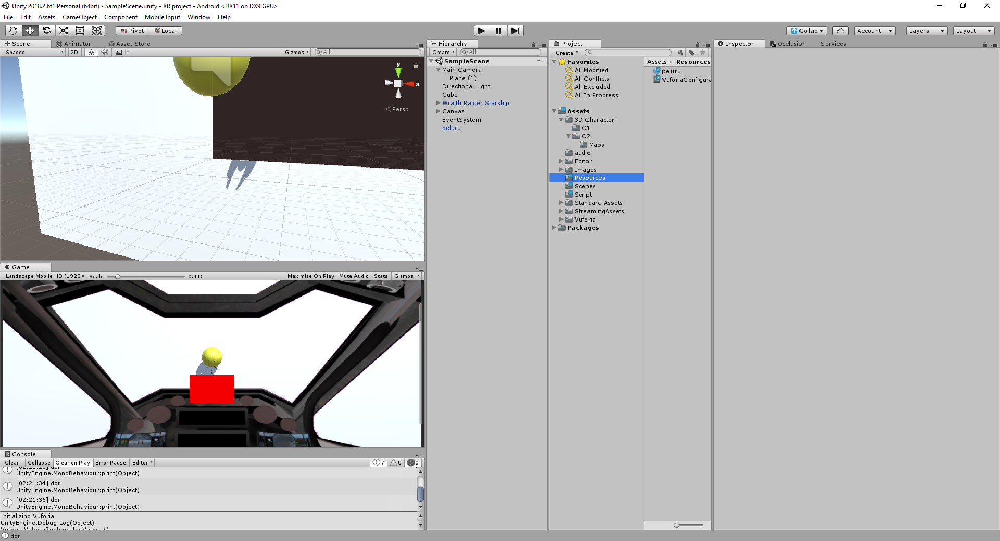 Unity 2018.2.6f1 Personal (64bit) - SampleScene.unity - XR project - Android <DX11 on DX9 GPU>
File Edit Assets GameObject Component Mobile Input Window Help
Pivot Local
Collab Account Layers Layout
Scene Animator Asset Store
Shaded 2D Gizmos All
y
x
Persp
Game
Landscape Mobile HD (192C Scale 0.41 Maximize On Play Mute Audio Stats Gizmos
Console
Clear Collapse Clear on Play Error Pause Editor 7 0 0
[02:21:26] dor
UnityEngine.MonoBehaviour:print(Object)
[02:21:34] dor
UnityEngine.MonoBehaviour:print(Object)
[02:21:36] dor
UnityEngine.MonoBehaviour:print(Object)
Initializing Vuforia
UnityEngine.Debug:Log(Object)
Vuforia.VuforiaRuntime:InitVuforia()
dor
Hierarchy
Create All
SampleScene
Main Camera
Plane (1)
Directional Light
Cube
Wraith Raider Starship
Canvas
EventSystem
peluru
Project
Create
Favorites
All Modified
All Conflicts
All Excluded
All In Progress
Assets
3D Character
C1
C2
Maps
audio
Editor
Images
Resources
Scenes
Script
Standard Assets
StreamingAssets
Vuforia
Packages
Assets Resources
peluru
VuforiaConfigura
Inspector Occlusion Services